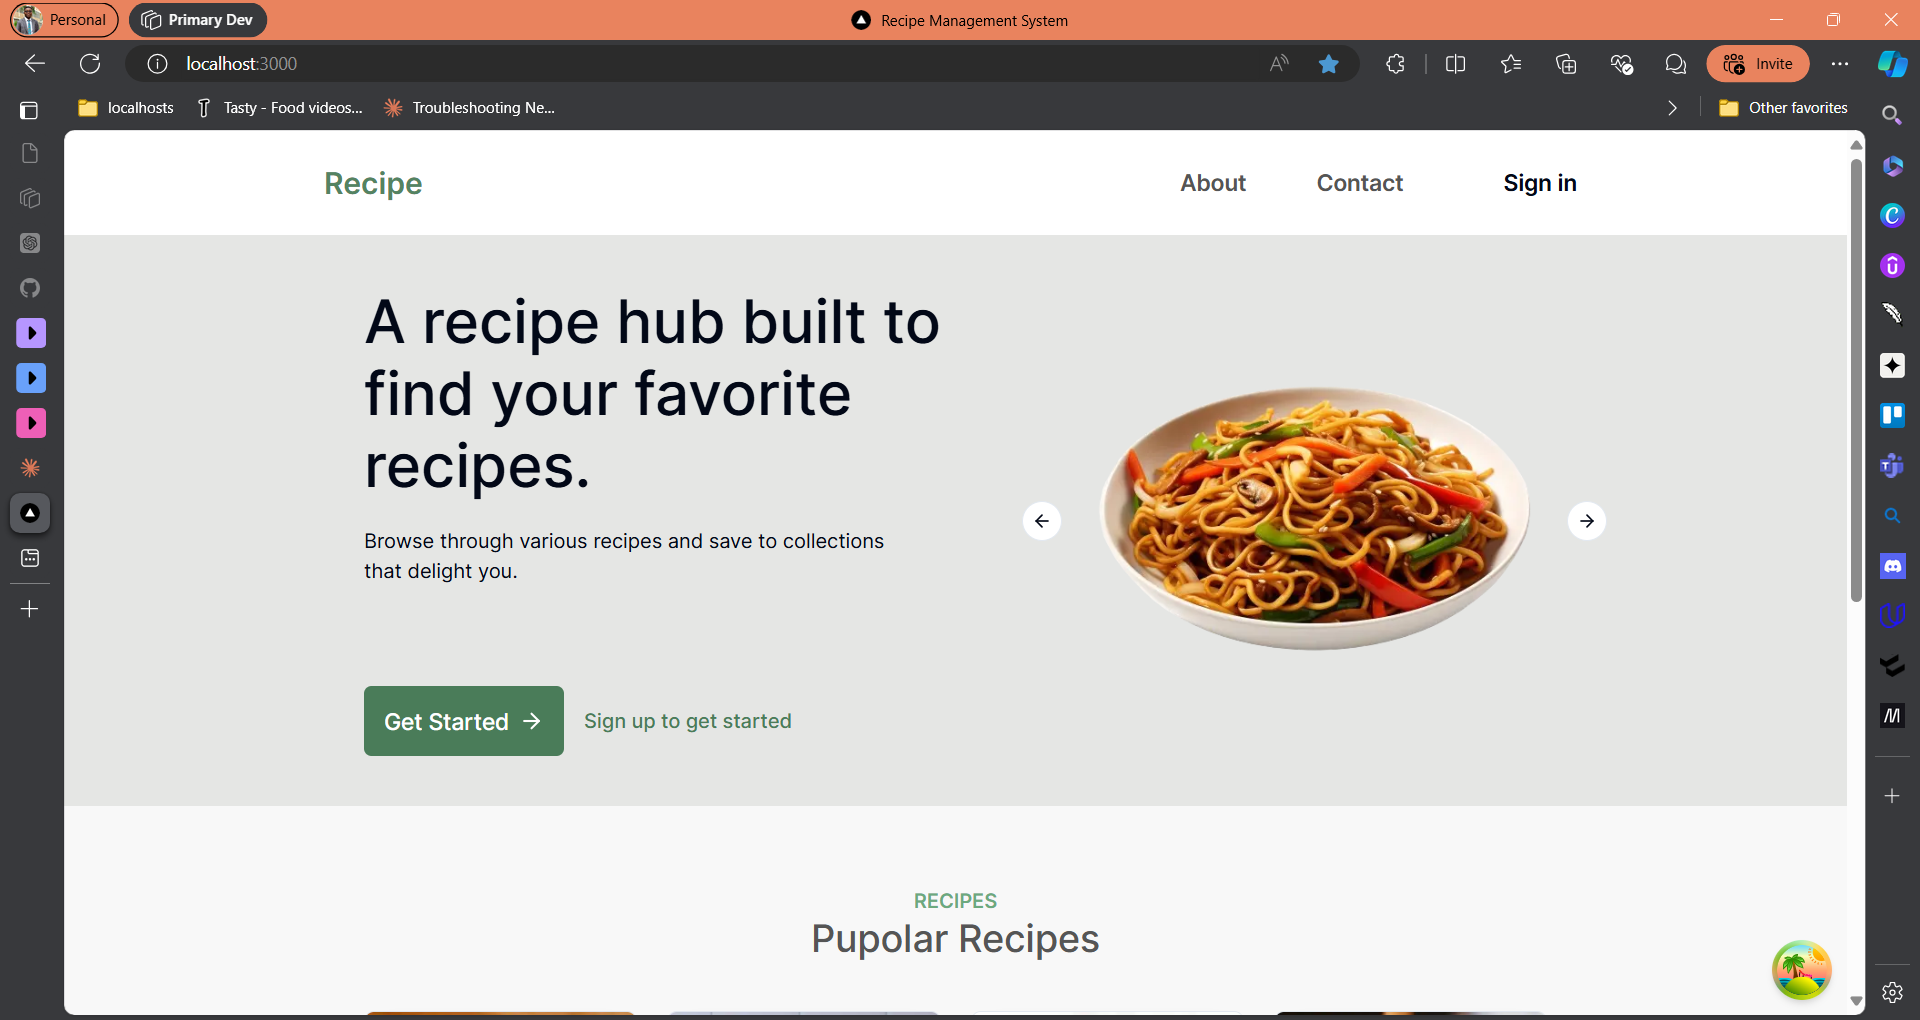 Personal
Primary Dev
Recipe Management System
localhost:3000
Invite
localhosts
Tasty - Food videos...
Troubleshooting Ne...
Other favorites
Recipe
About
Contact
Sign in
A recipe hub built to
find your favorite
recipes.
Browse through various recipes and save to collections
that delight you.
Get Started
Sign up to get started
RECIPES
Pupolar Recipes